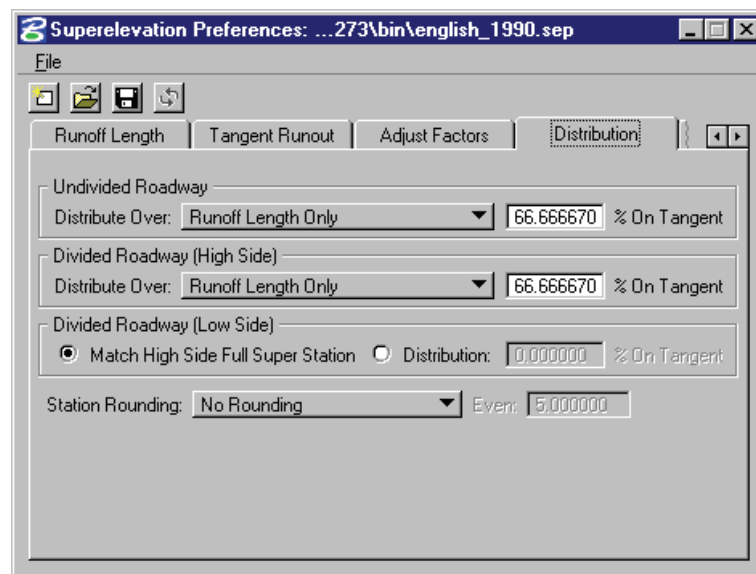 Superelevation Preferences: ...273\bin\english_1990.sep
File
Runoff Length Tangent Runout Adjust Factors Distribution
Undivided Roadway
Distribute Over: Runoff Length Only 66.666670 % On Tangent
Divided Roadway (High Side)
Distribute Over: Runoff Length Only 66.666670 % On Tangent
Divided Roadway (Low Side)
Match High Side Full Super Station Distribution: 0.000000 % On Tangent
Station Rounding: No Rounding Even: 5.000000